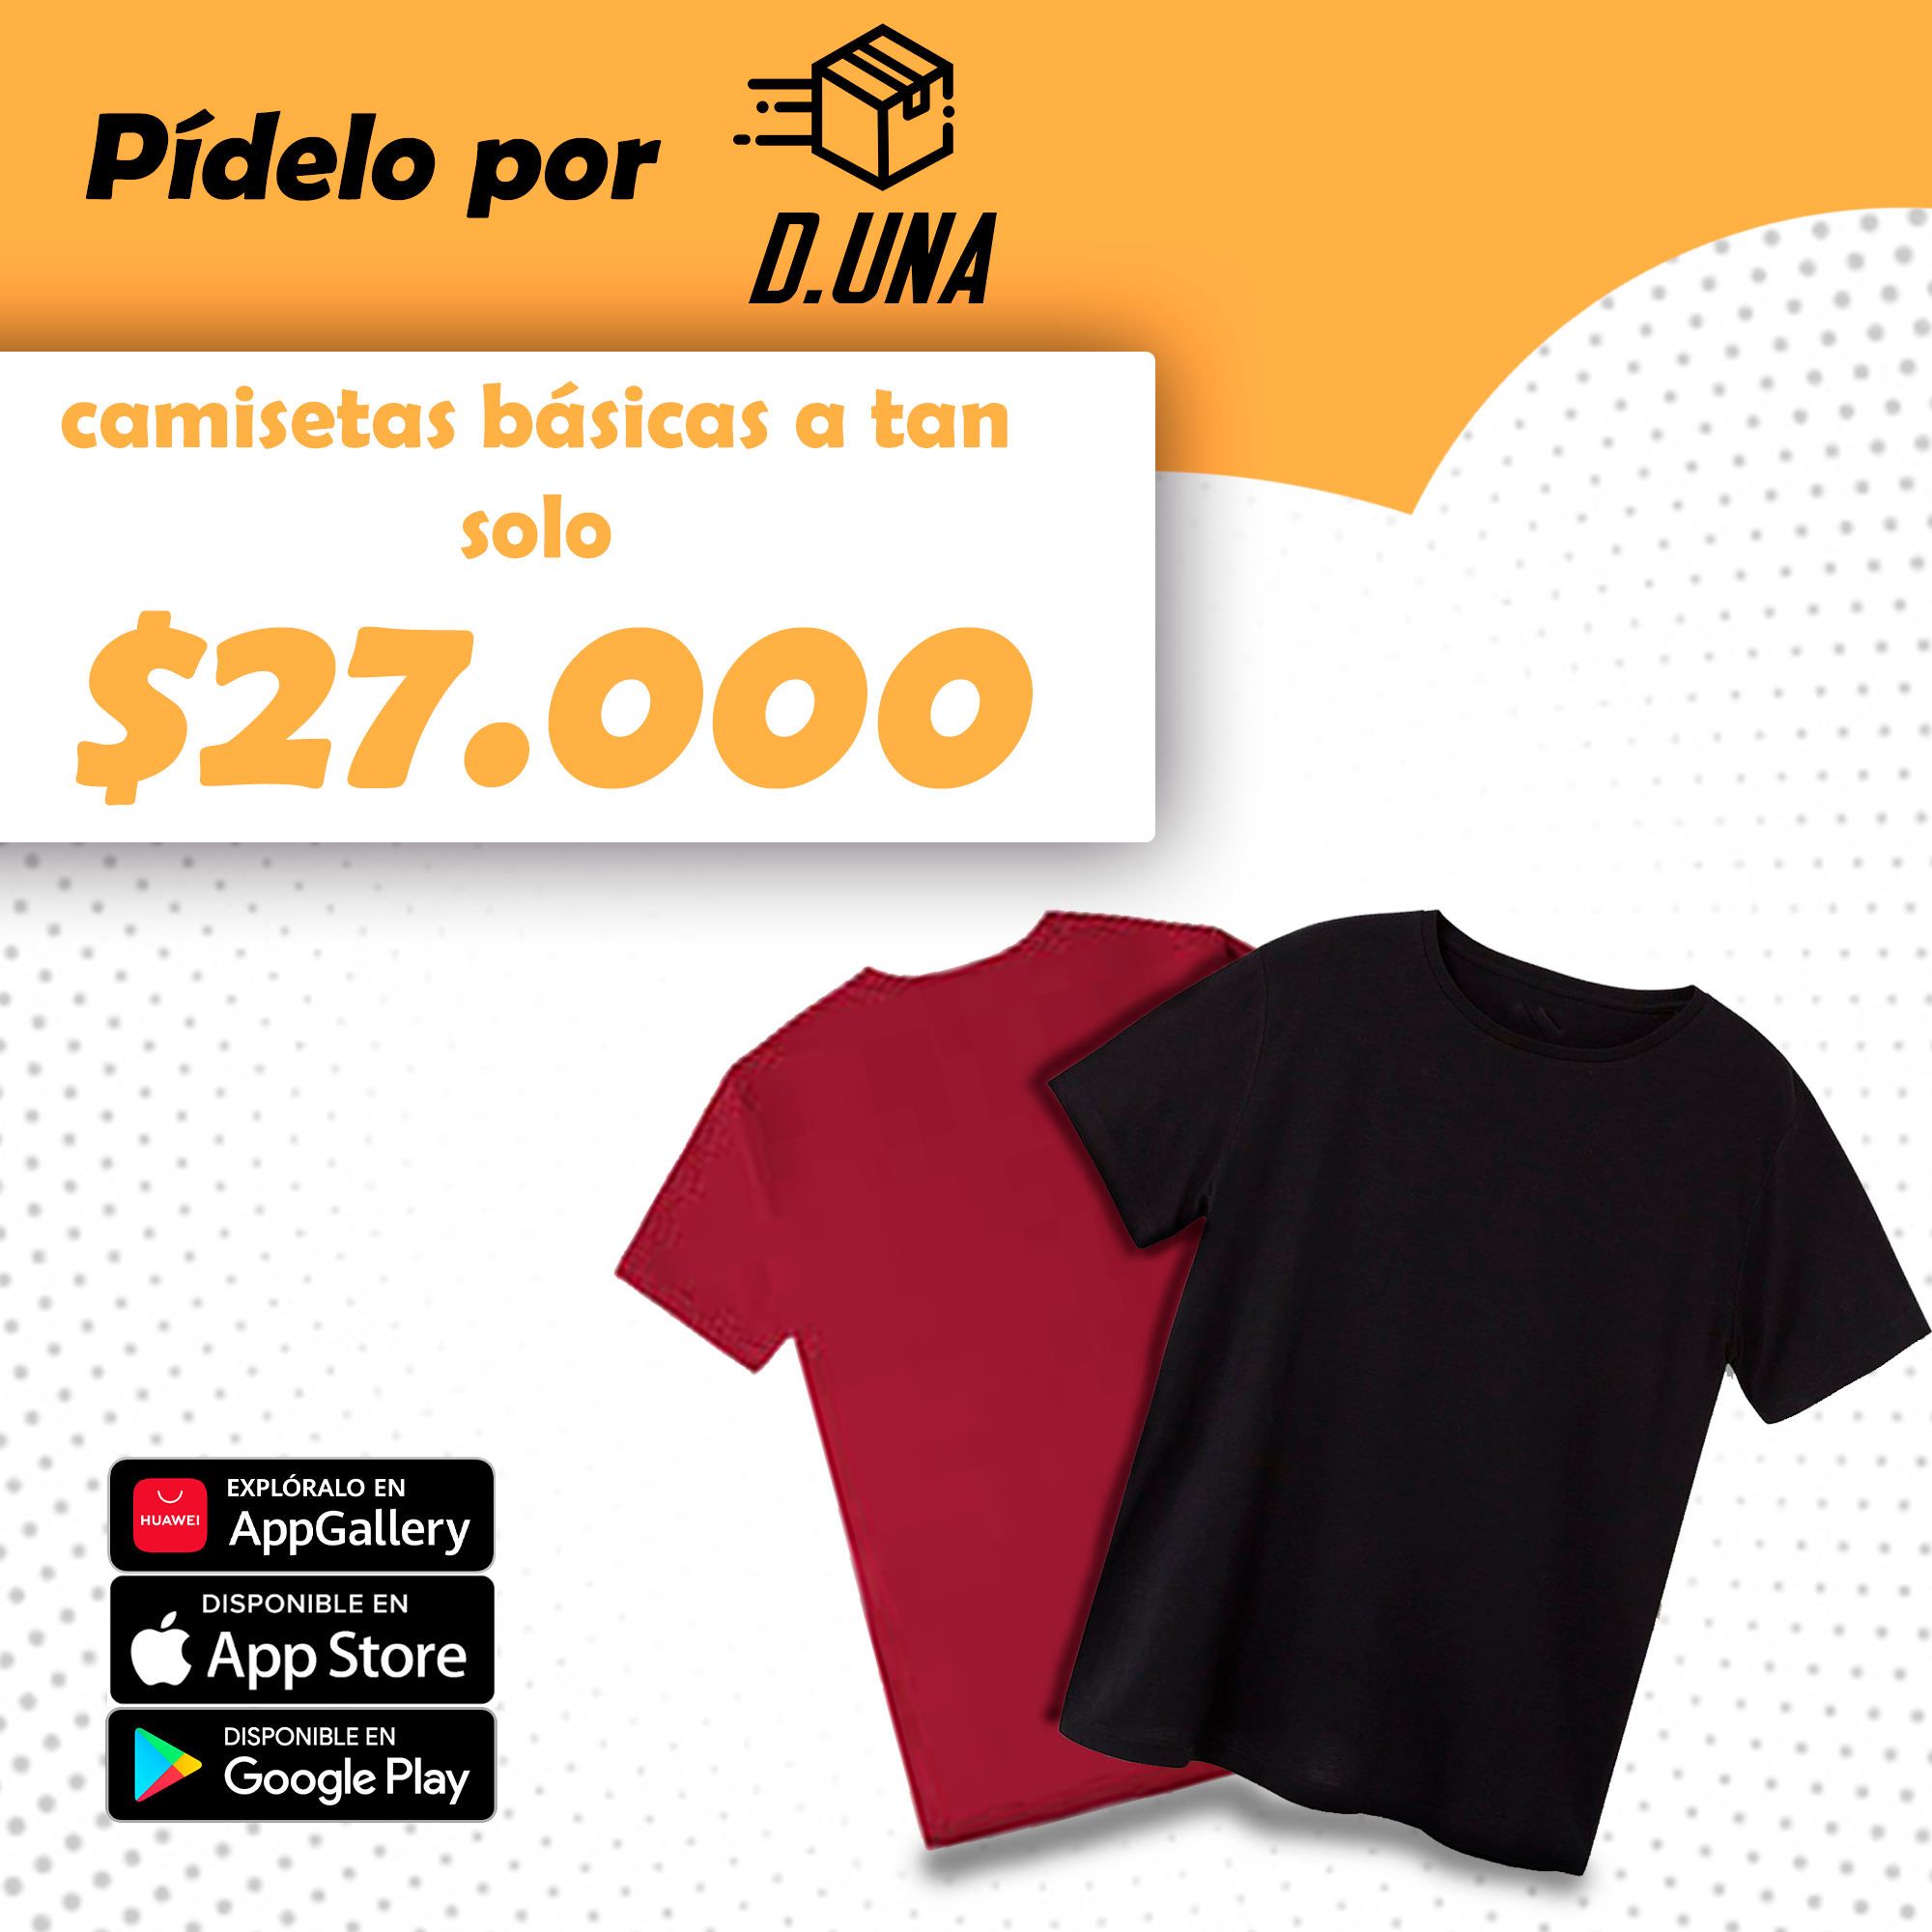 Pídelo por
D.UNA
camisetas básicas a tan
solo
$27.000
HUAWEI
EXPLÓRALO EN
AppGallery
DISPONIBLE EN
App Store
DISPONIBLE EN
Google Play